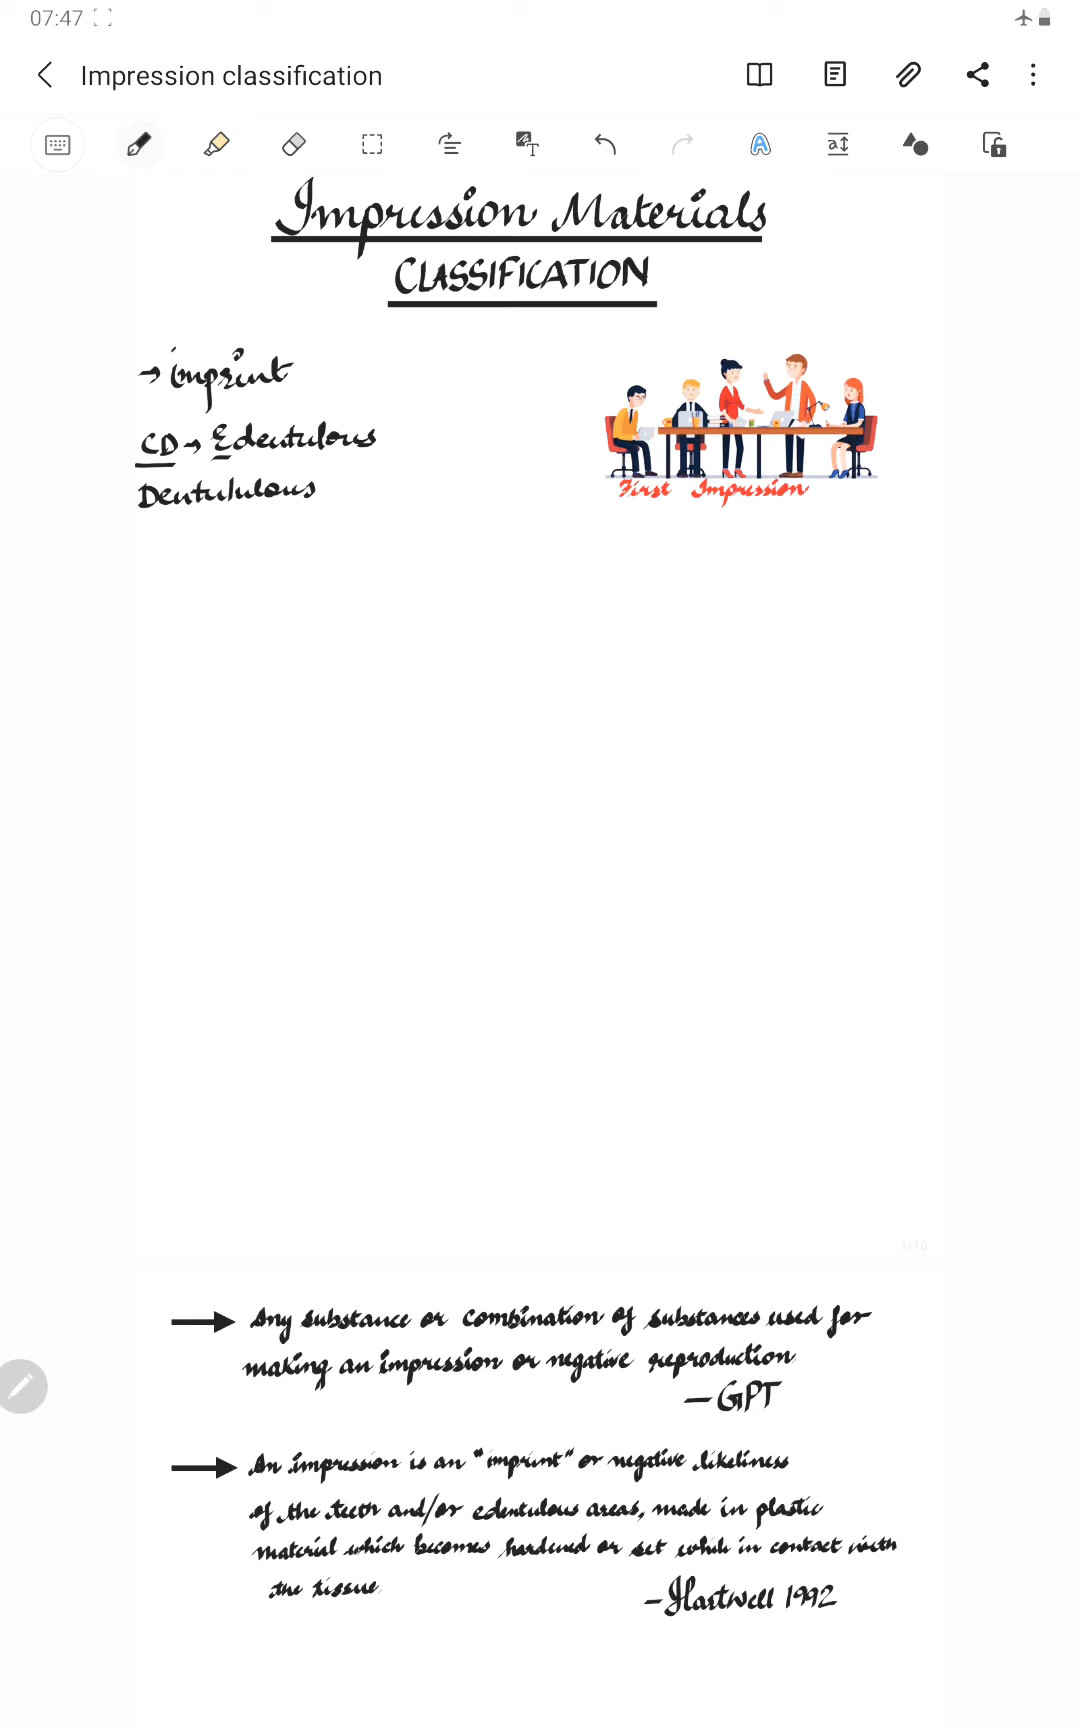 07:47
Impression classification
Impression Materials
CLASSIFICATION
→ imprint
CD → Edentulous
Dentululous
First Impression
1/10
→ Any substance or combination of substances used for
making an impression or negative reproduction
— GPT
→ An impression is an "imprint" or negative likeliness
of the teeth and/or edentulous areas, made in plastic
material which becomes hardened or set while in contact with
the tissue
— Hartwell 1992